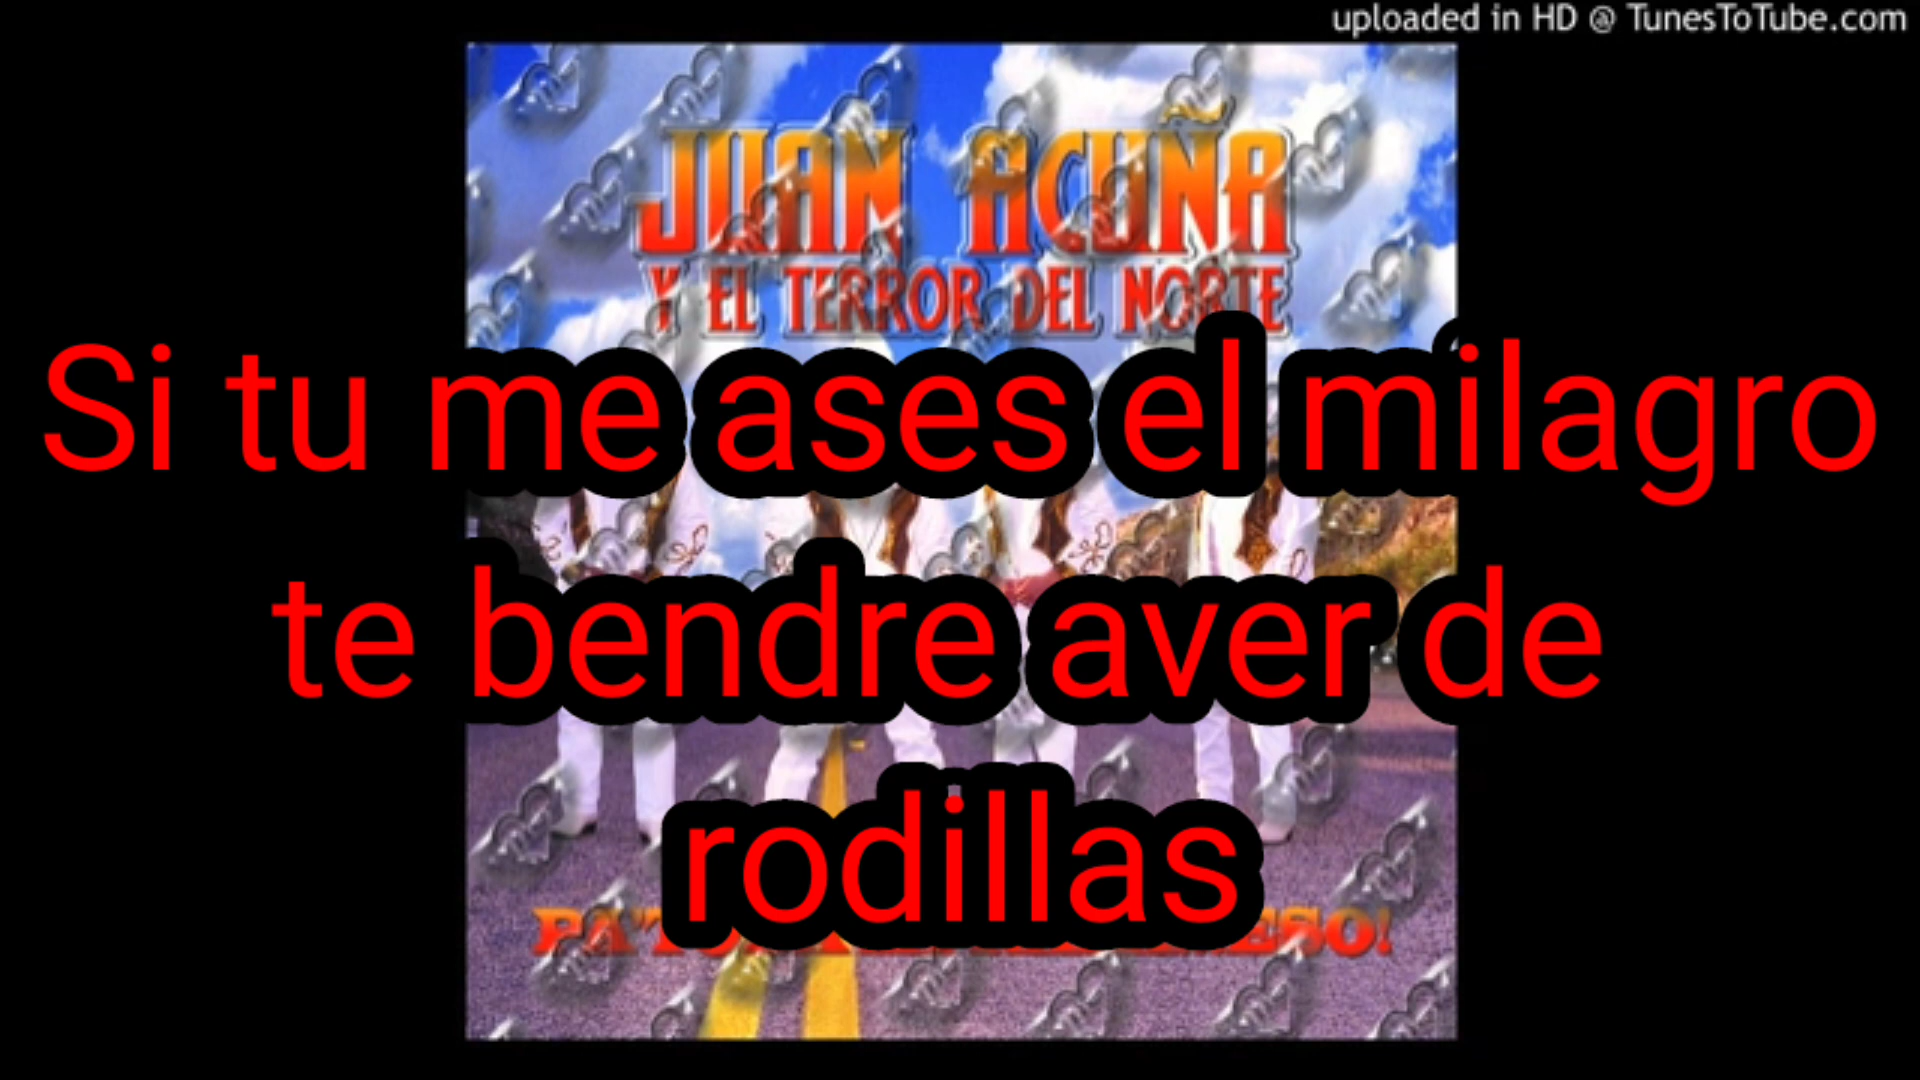 uploaded in HD @ TunesToTube.com
JUAN ACUÑA
Y EL TERROR DEL NORTE
Si tu me ases el milagro
te bendre aver de
rodillas